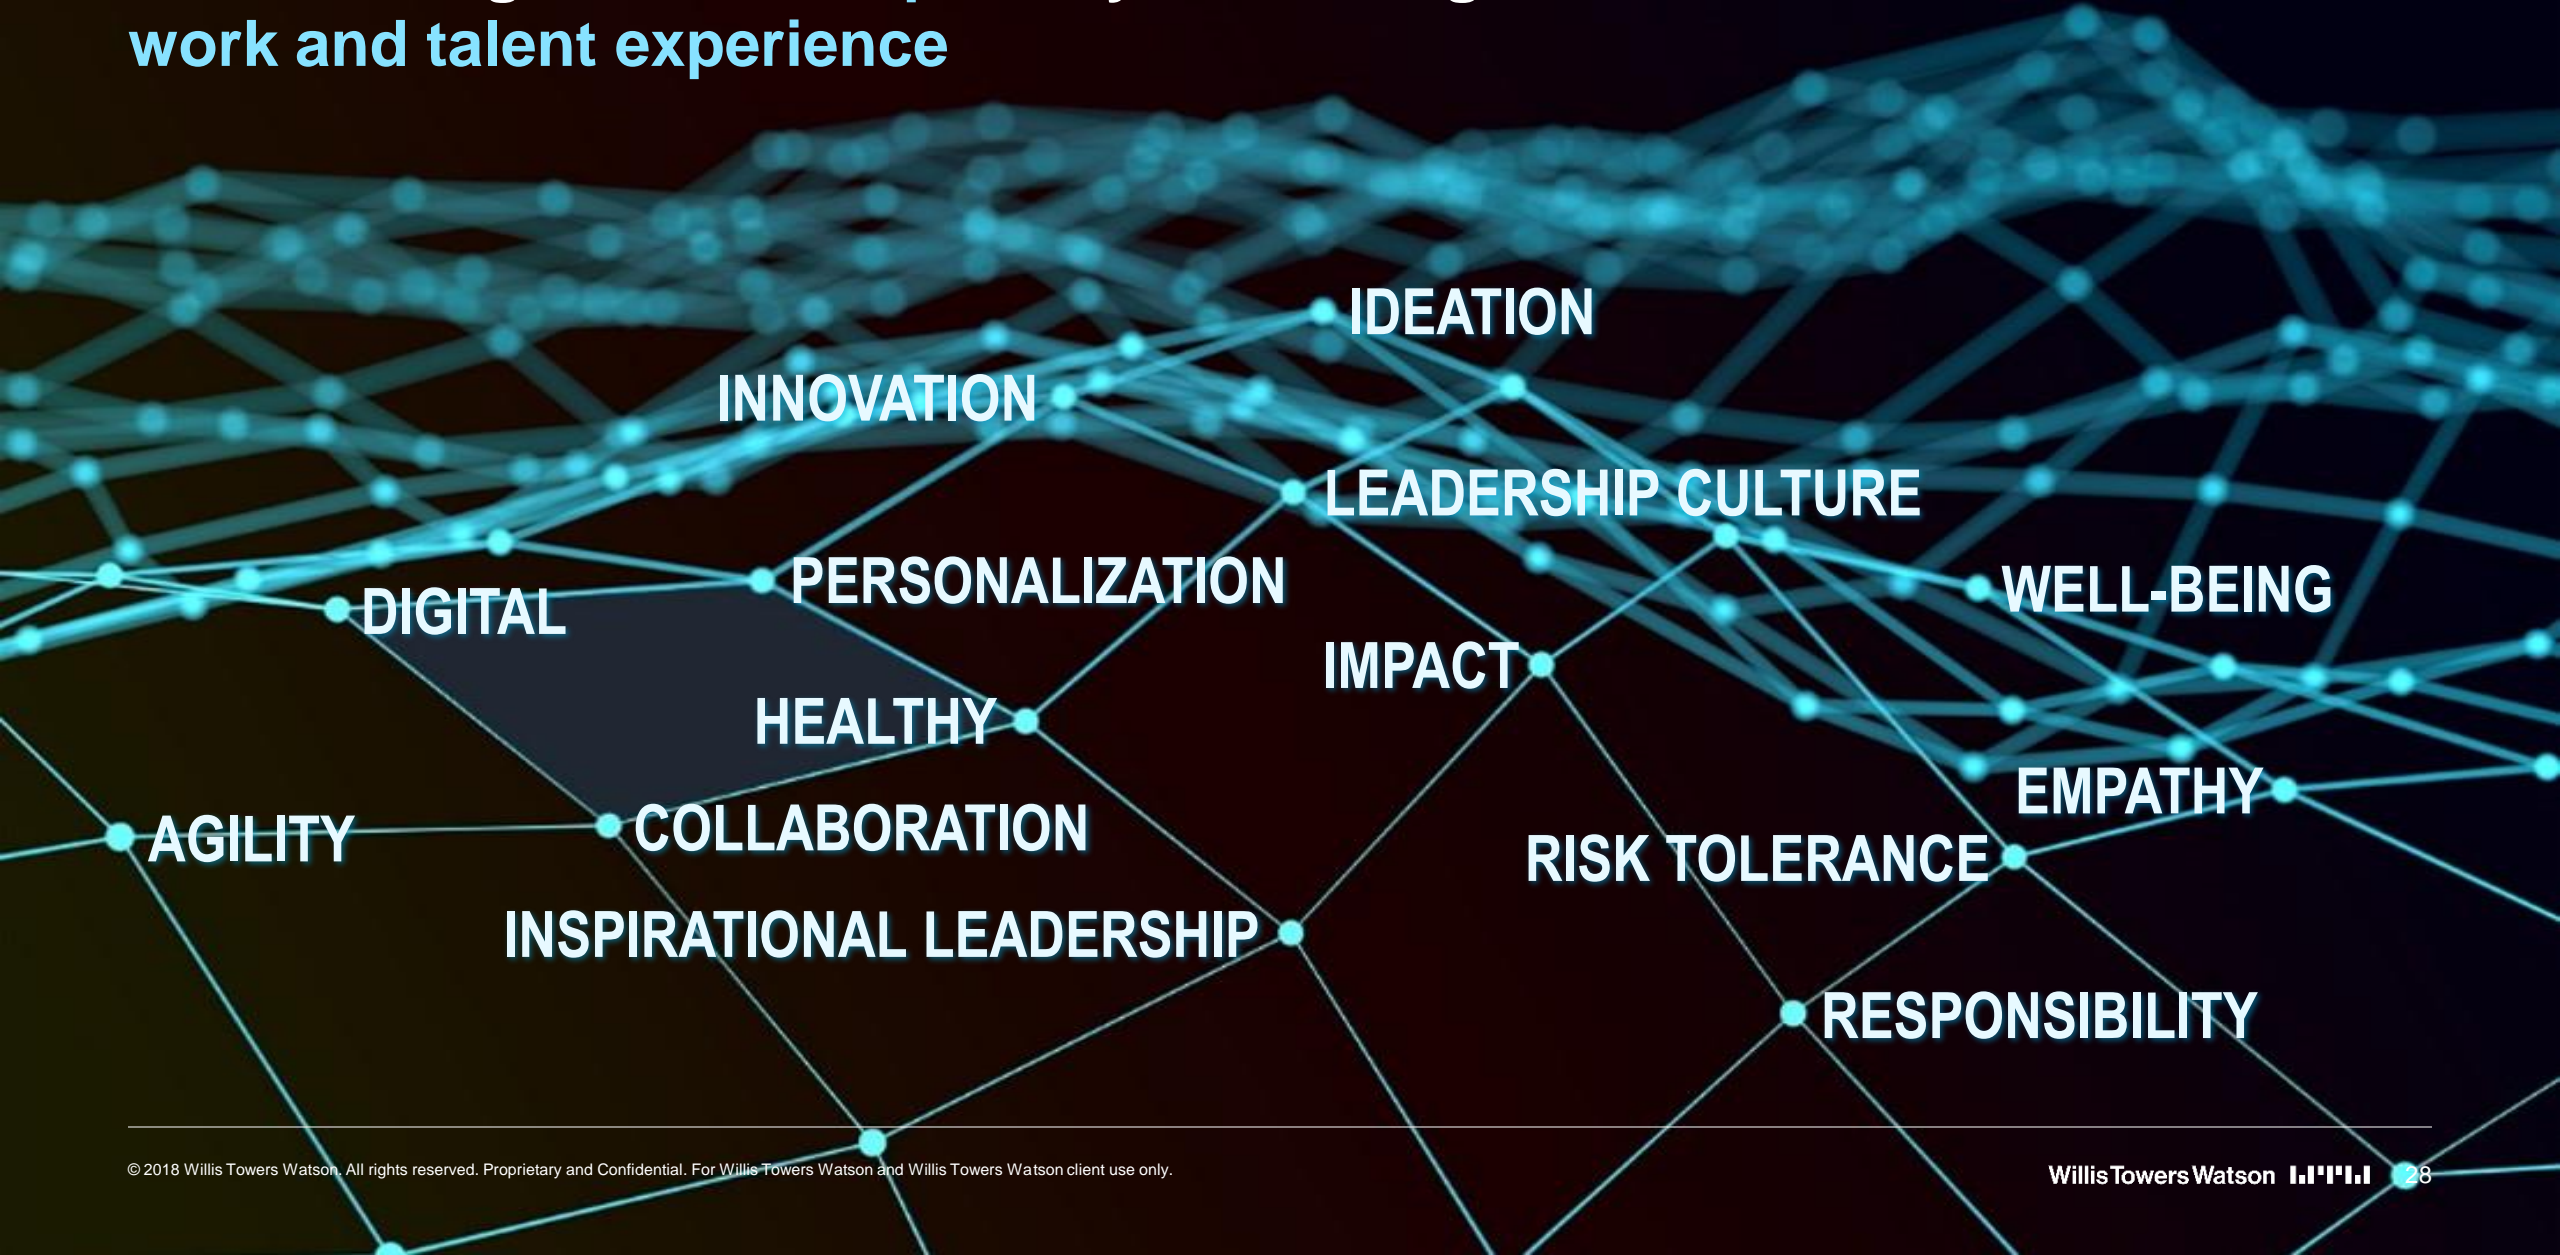 work and talent experience
IDEATION
INNOVATION
LEADERSHIP CULTURE
PERSONALIZATION
WELL-BEING
DIGITAL
IMPACT
HEALTHY
EMPATHY
COLLABORATION
AGILITY
RISK TOLERANCE
INSPIRATIONAL LEADERSHIP
RESPONSIBILITY
© 2018 Willis Towers Watson. All rights reserved. Proprietary and Confidential. For Willis Towers Watson and Willis Towers Watson client use only.
Willis Towers Watson
28